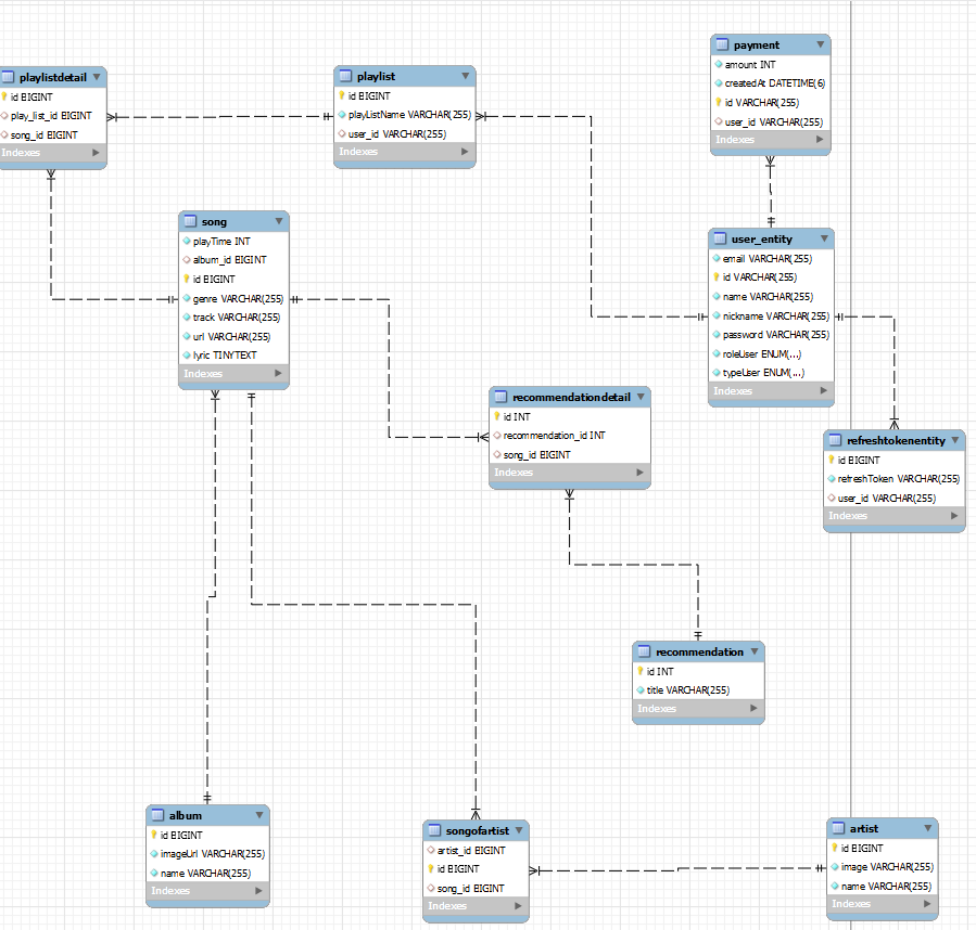 playlistdetail
id BIGINT
play_list_id BIGINT
song_id BIGINT
Indexes
playlist
id BIGINT
playListName VARCHAR(255)
user_id VARCHAR(255)
Indexes
payment
amount INT
createdAt DATETIME(6)
id VARCHAR(255)
user_id VARCHAR(255)
Indexes
song
playTime INT
album_id BIGINT
id BIGINT
genre VARCHAR(255)
track VARCHAR(255)
url VARCHAR(255)
lyric TINYTEXT
Indexes
user_entity
email VARCHAR(255)
id VARCHAR(255)
name VARCHAR(255)
nickname VARCHAR(255)
password VARCHAR(255)
roleUser ENUM(...)
typeUser ENUM(...)
Indexes
recommendationdetail
id INT
recommendation_id INT
song_id BIGINT
Indexes
refreshtokenentity
id BIGINT
refreshToken VARCHAR(255)
user_id VARCHAR(255)
Indexes
recommendation
id INT
title VARCHAR(255)
Indexes
album
id BIGINT
imageUrl VARCHAR(255)
name VARCHAR(255)
Indexes
songofartist
artist_id BIGINT
id BIGINT
song_id BIGINT
Indexes
artist
id BIGINT
image VARCHAR(255)
name VARCHAR(255)
Indexes